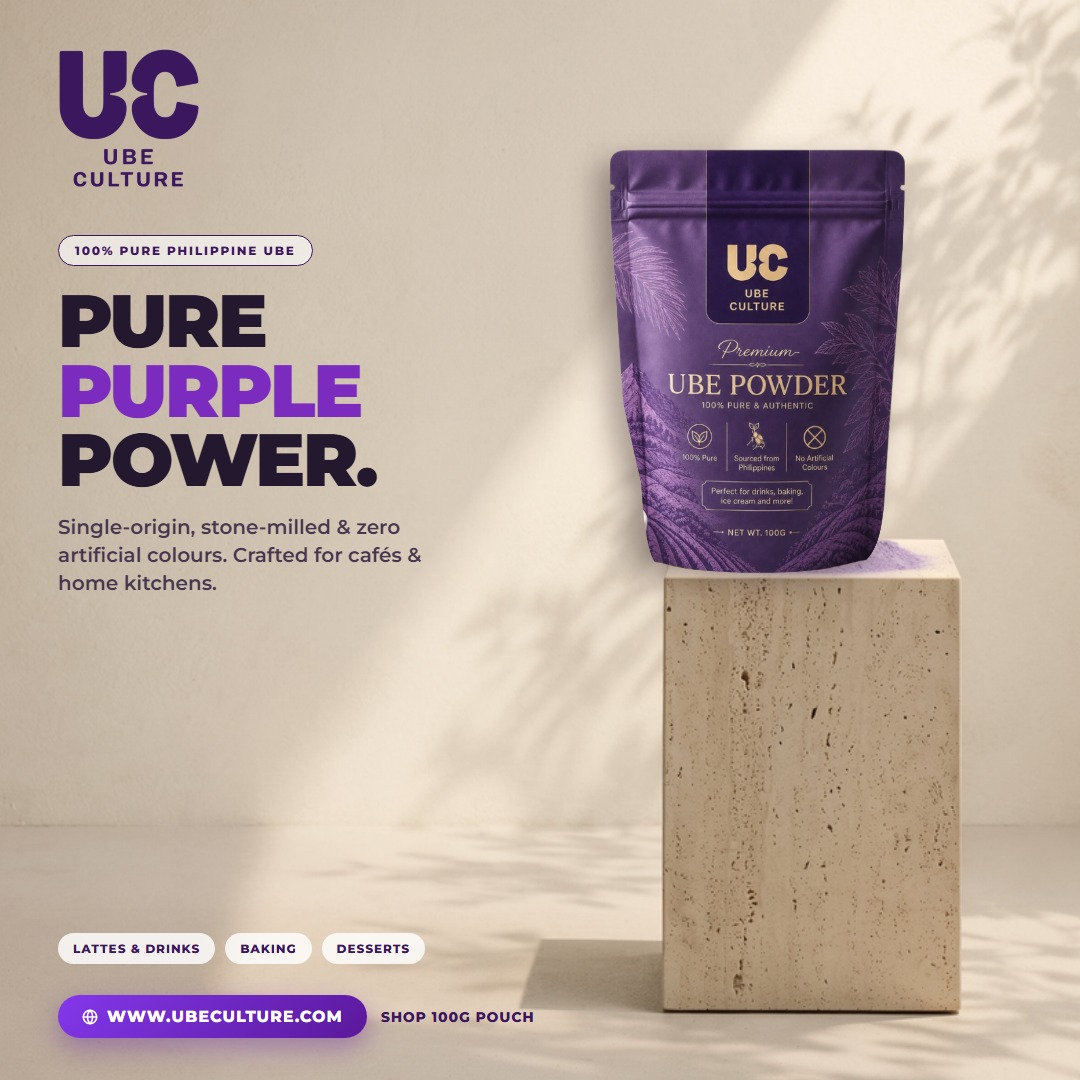 UC
UBE
CULTURE
100% PURE PHILIPPINE UBE
PURE
PURPLE
POWER.
Single-origin, stone-milled & zero
artificial colours. Crafted for cafés &
home kitchens.
UC
UBE
CULTURE
Premium
UBE POWDER
100% PURE & AUTHENTIC
100% Pure
Sourced from
Philippines
No Artificial
Colours
Perfect for drinks, baking,
ice cream and more!
NET WT. 100G
LATTES & DRINKS
BAKING
DESSERTS
WWW.UBECULTURE.COM
SHOP 100G POUCH